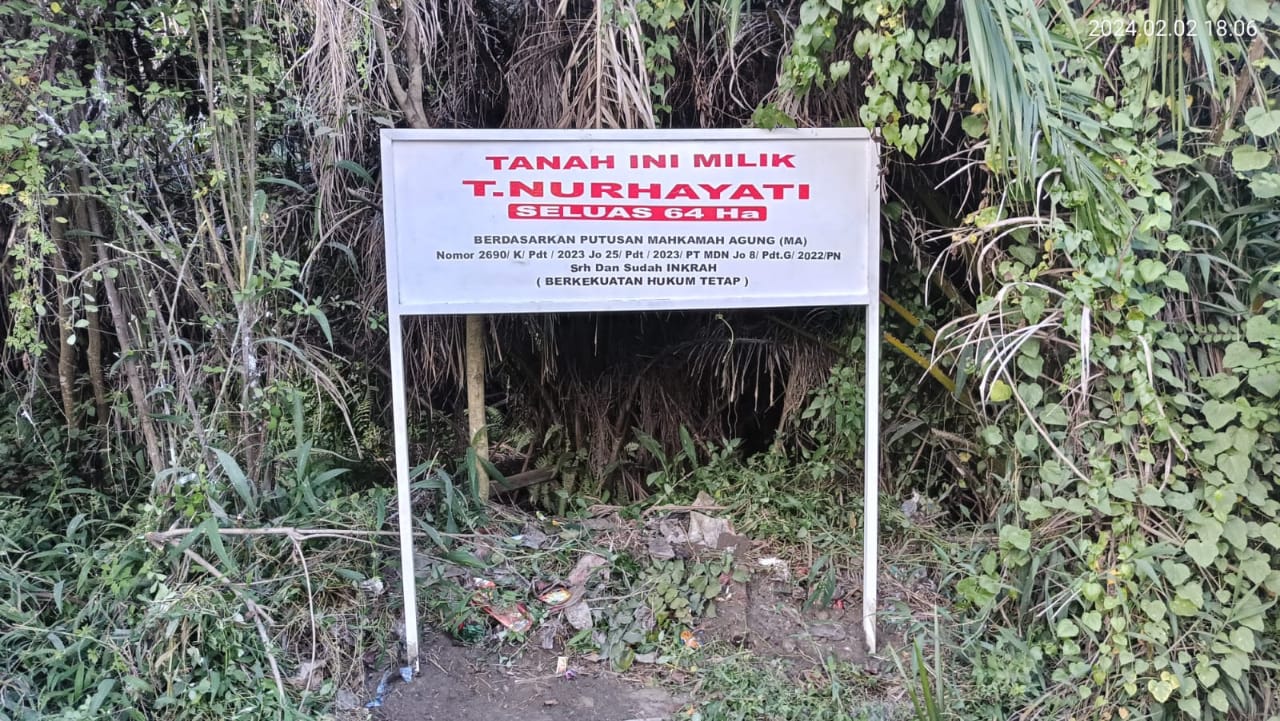 2024.02.02 18:06
TANAH INI MILIK
T.NURHAYATI
SELUAS 64 Ha
BERDASARKAN PUTUSAN MAHKAMAH AGUNG (MA)
Nomor 2690/ K/ Pdt / 2023 Jo 25/ Pdt / 2023/ PT MDN Jo 8/ Pdt.G/ 2022/PN
Srh Dan Sudah INKRAH
( BERKEKUATAN HUKUM TETAP )